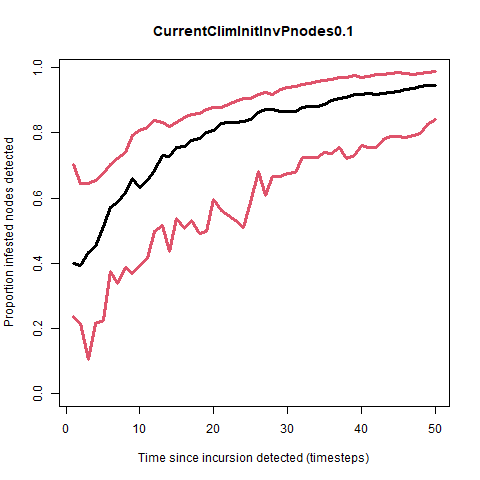 CurrentClimInitInvPnodes0.1
Proportion infested nodes detected
1.0
0.8
0.6
0.4
0.2
0.0
0 10 20 30 40 50
Time since incursion detected (timesteps)